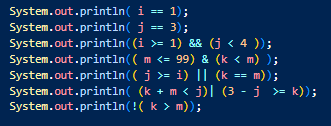 System.out.println( i == 1);
System.out.println( j == 3);
System.out.println((i >= 1) && (j < 4 ));
System.out.println(( m <= 99) & (k < m) );
System.out.println(( j >= i) || (k == m));
System.out.println( (k + m < j)| (3 - j  >= k));
System.out.println(!( k > m));